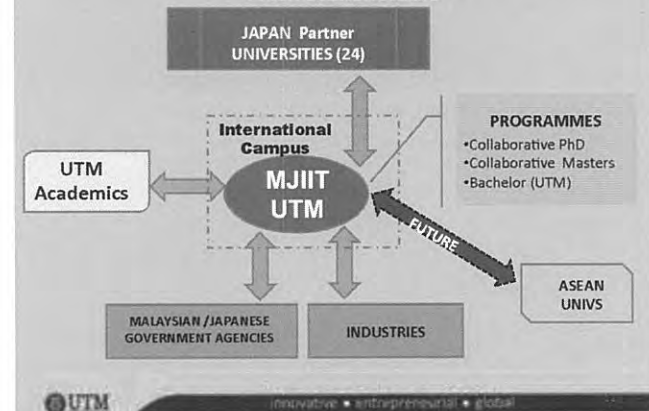 JAPAN Partner
UNIVERSITIES (24)
International
Campus
PROGRAMMES
•Collaborative PhD
•Collaborative Masters
•Bachelor (UTM)
UTM
Academics
MJIIT
UTM
FUTURE
ASEAN
UNIVS
MALAYSIAN /JAPANESE
GOVERNMENT AGENCIES
INDUSTRIES
UTM
innovative ● entrepreneurial ● global